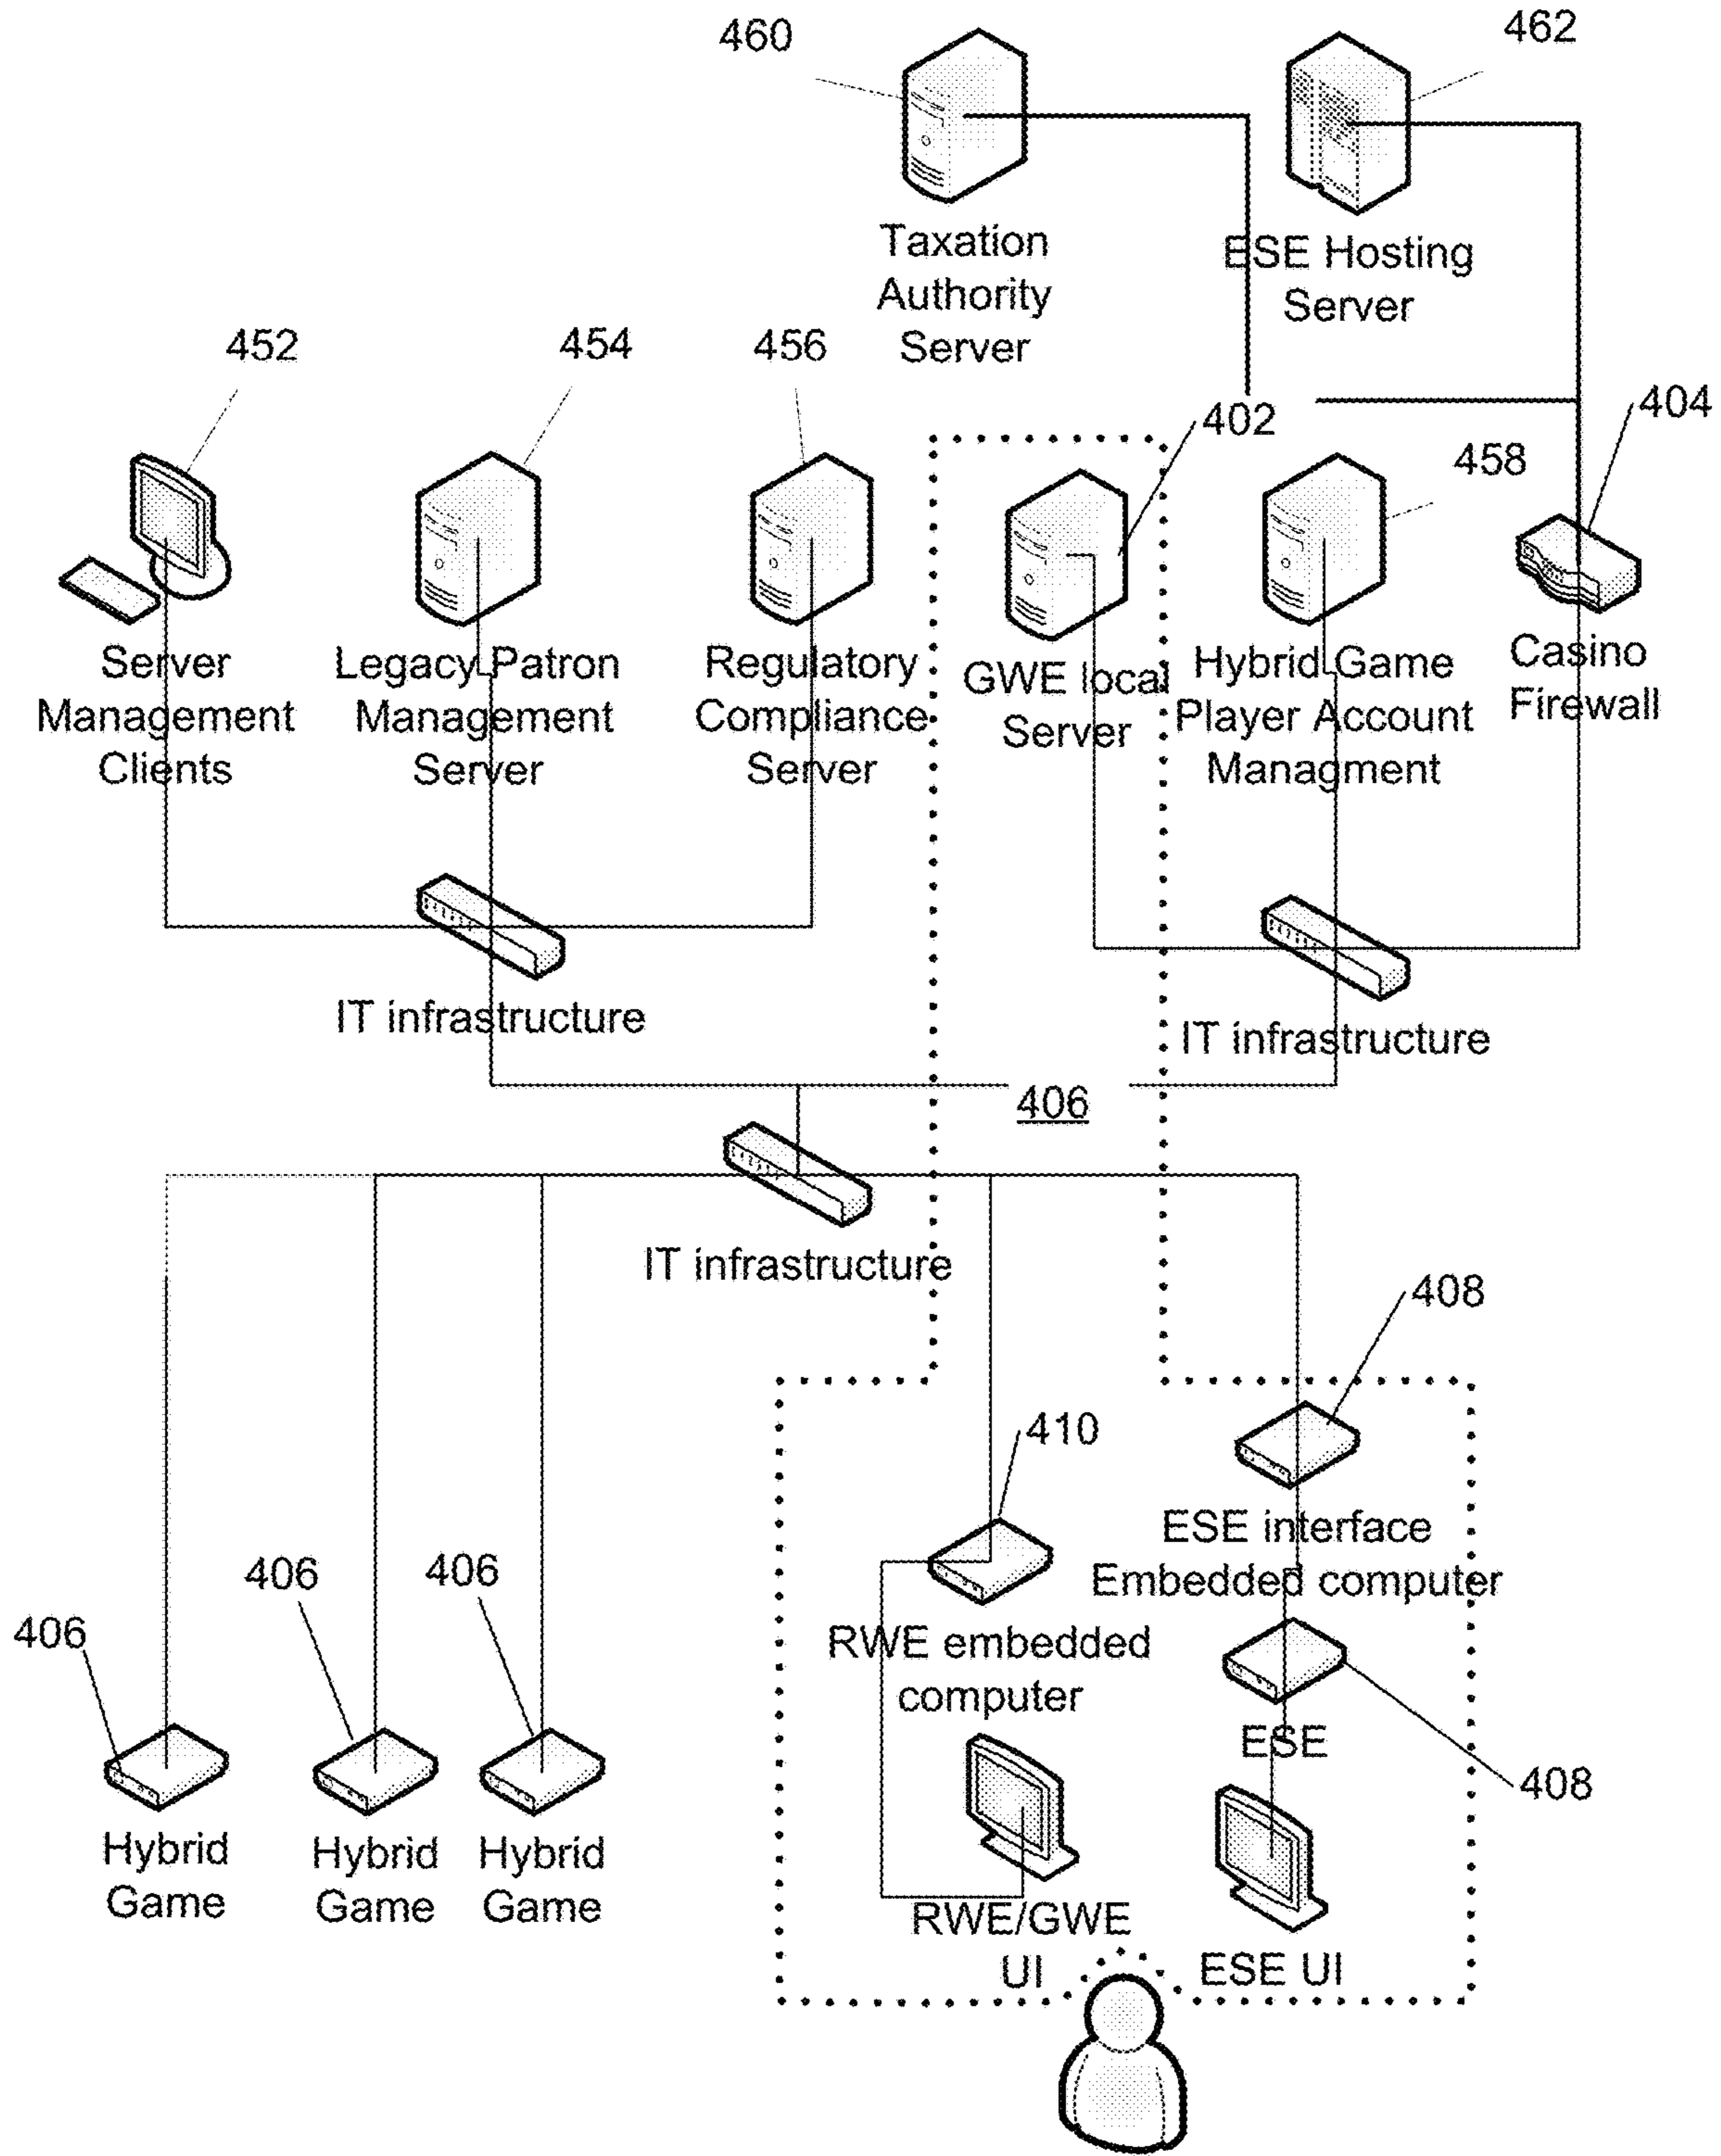 460
462
Taxation
Authority
Server
ESE Hosting
Server
452
454
456
402
404
458
Server
Management
Clients
Legacy Patron
Management
Server
Regulatory
Compliance
Server
GWE local
Server
Hybrid Game
Player Account
Managment
Casino
Firewall
IT infrastructure
IT infrastructure
406
IT infrastructure
408
410
ESE interface
Embedded computer
406
406
406
RWE embedded
computer
ESE
408
Hybrid
Game
Hybrid
Game
Hybrid
Game
RWE/GWE
UI
ESE UI